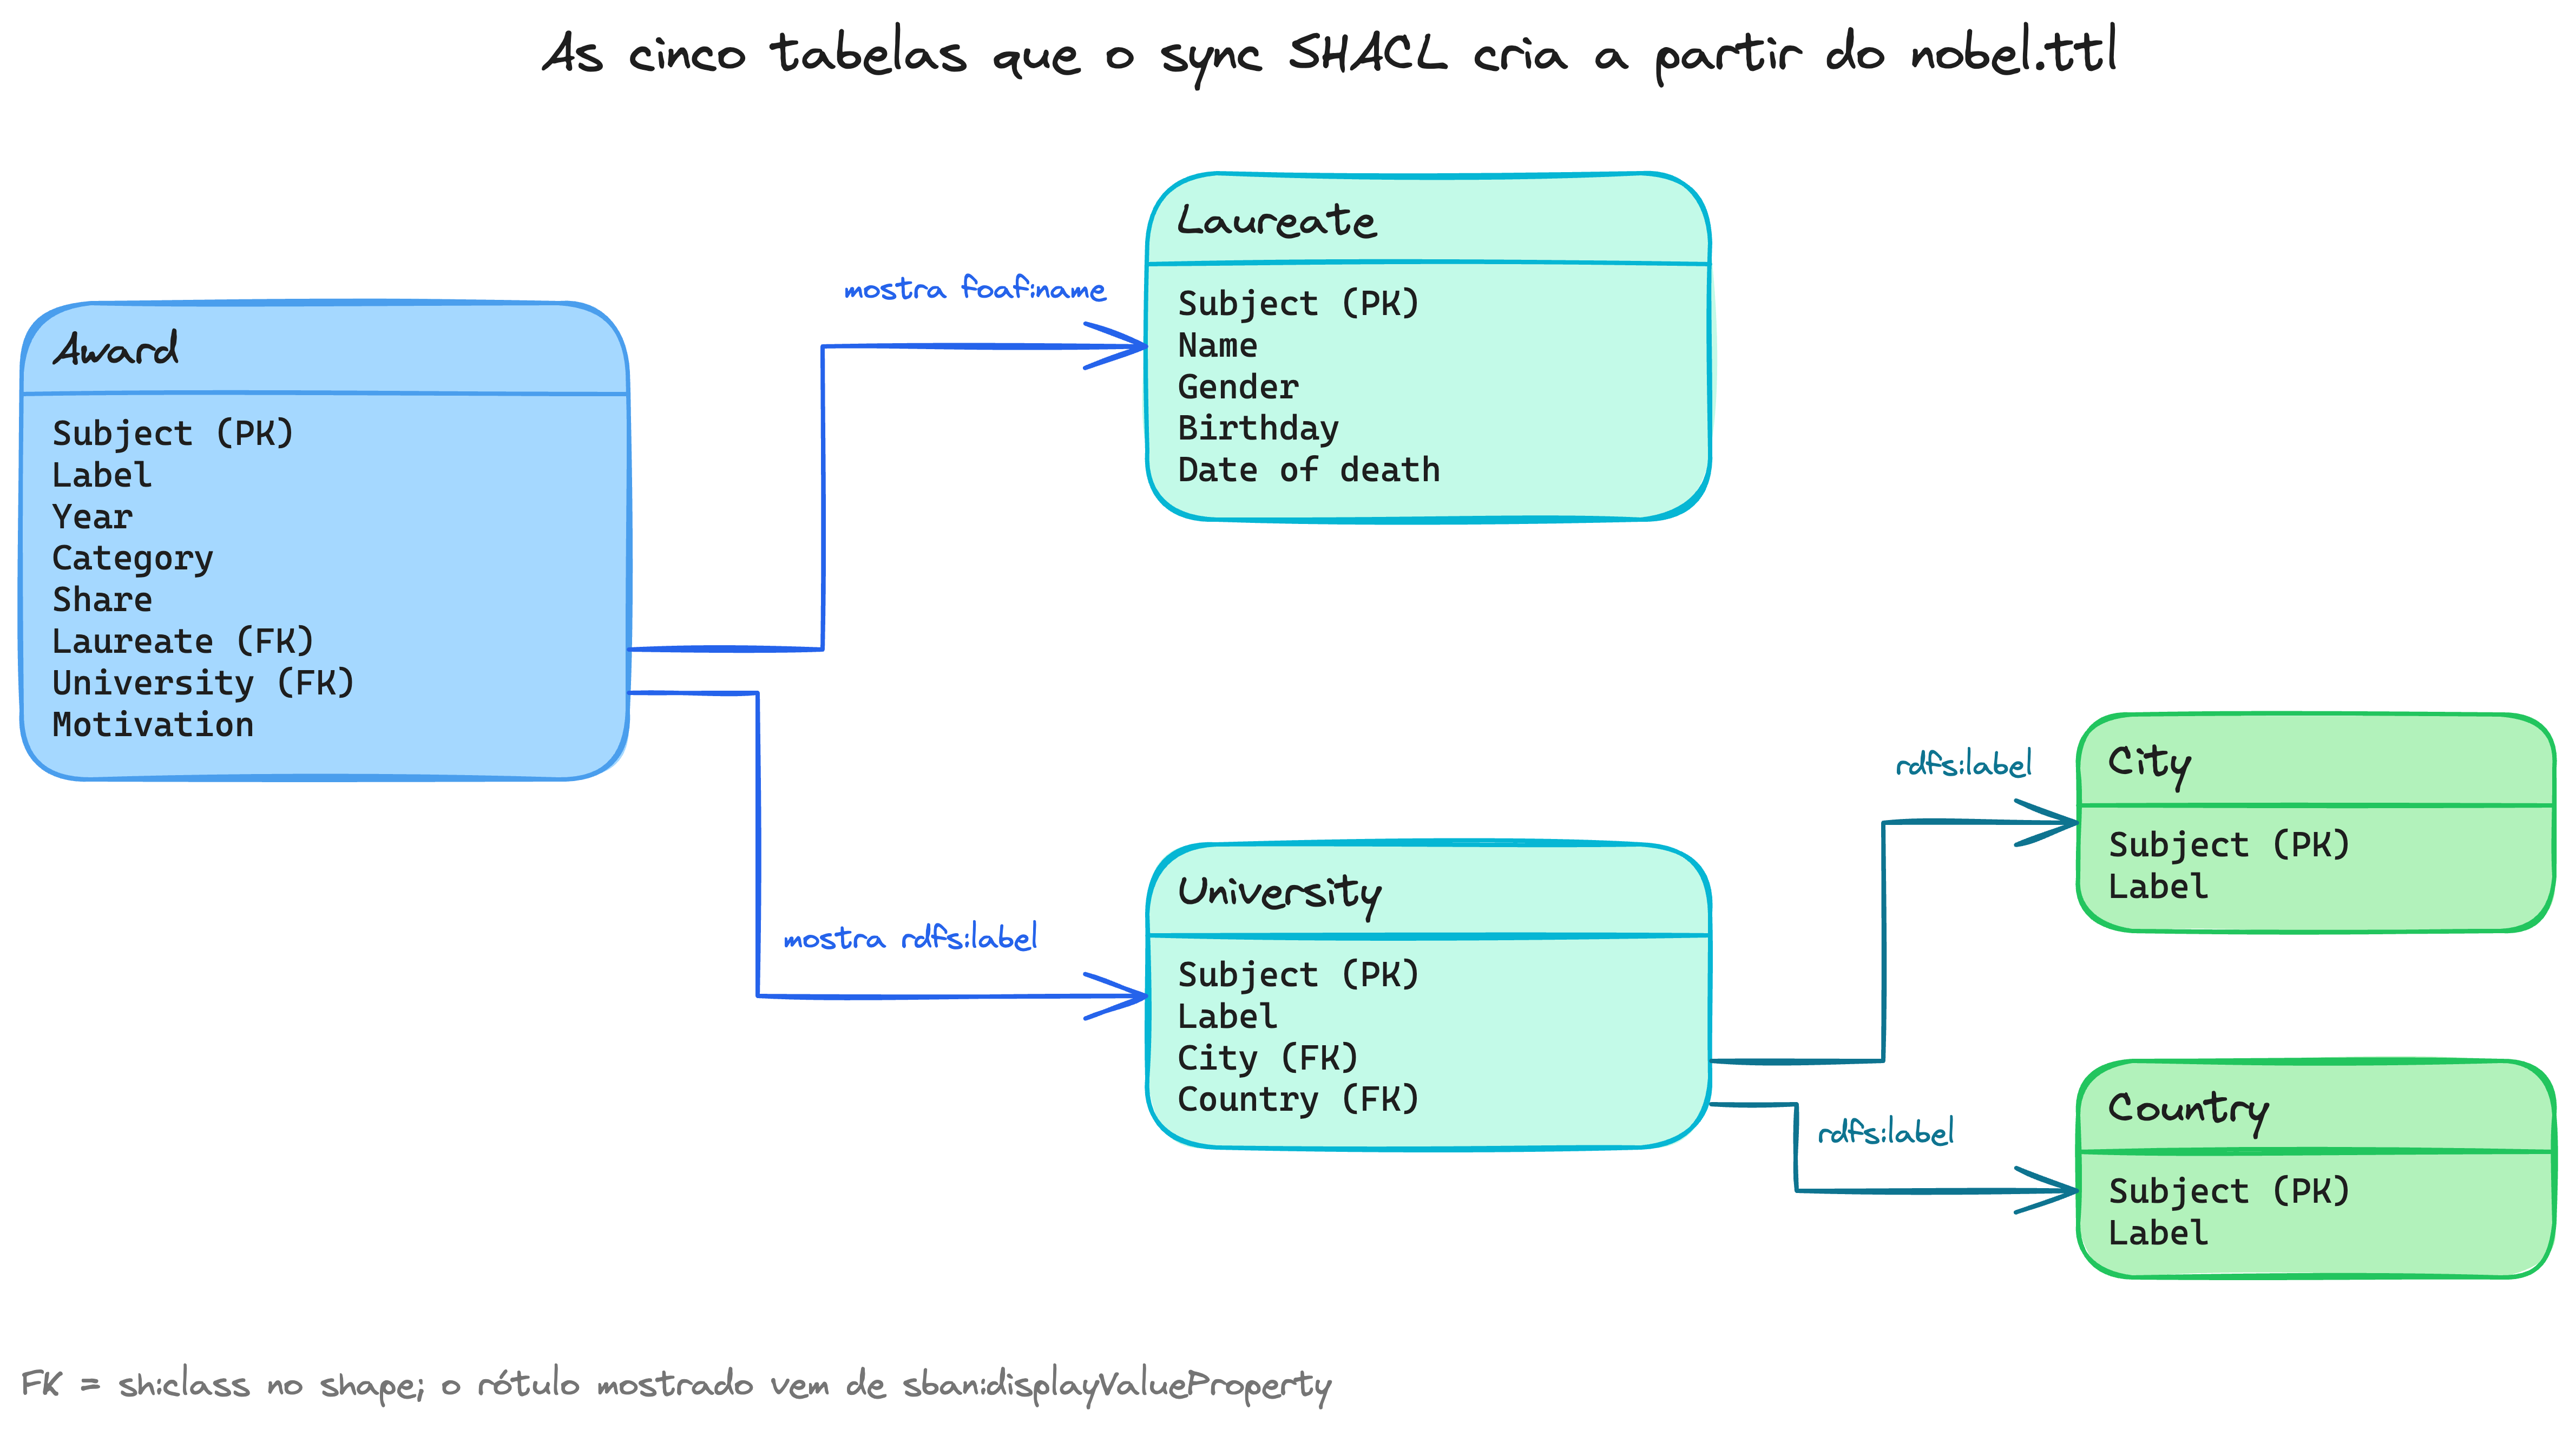 As cinco tabelas que o sync SHACL cria a partir do nobel.ttl
Award
Subject (PK)
Label
Year
Category
Share
Laureate (FK)
University (FK)
Motivation
mostra foaf:name
Laureate
Subject (PK)
Name
Gender
Birthday
Date of death
mostra rdfs:label
University
Subject (PK)
Label
City (FK)
Country (FK)
rdfs:label
City
Subject (PK)
Label
rdfs:label
Country
Subject (PK)
Label
FK = sh:class no shape; o rótulo mostrado vem de sban:displayValueProperty